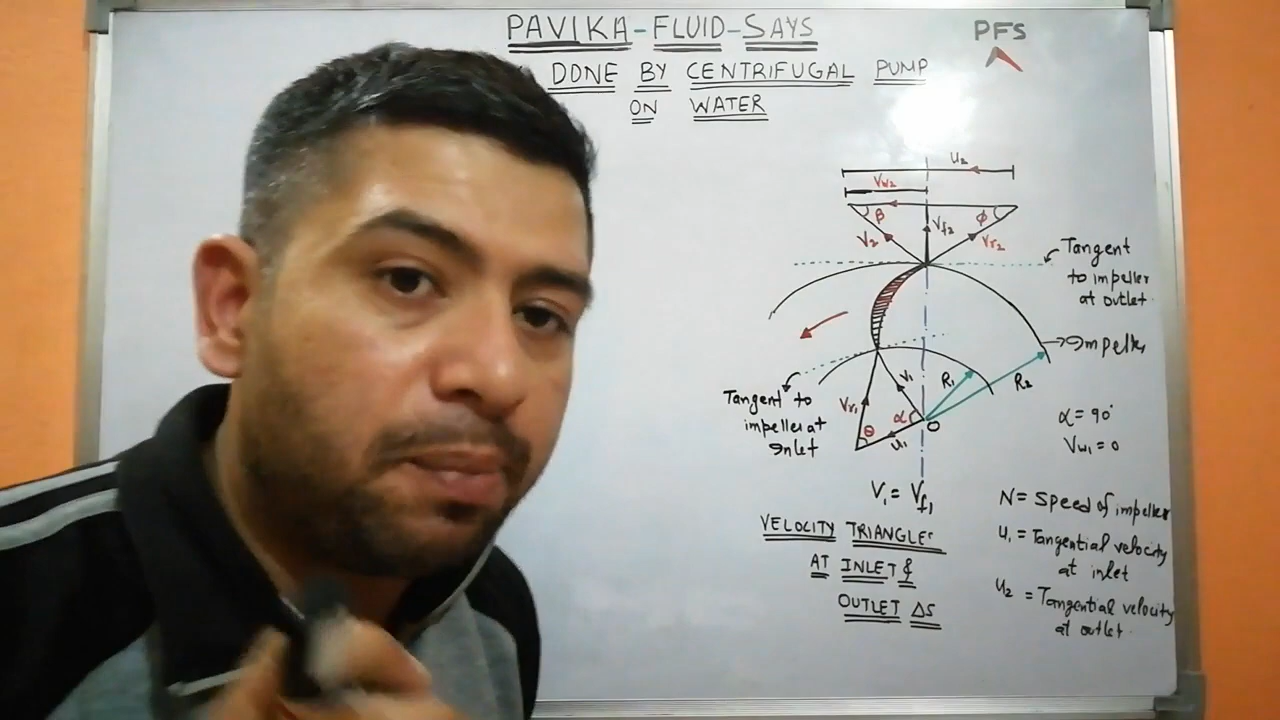 PAVIKA-FLUID-SAYS
PFS
DONE BY CENTRIFUGAL PUMP
ON WATER
u2
Vw2
β
φ
V2
Vf2
Vr2
Tangent
to impeller
at outlet
Impeller
R1
R2
V1
Vr1
α
θ
u1
O
Tangent to
impeller at
Inlet
α = 90°
Vw1 = 0
V1 = Vf1
VELOCITY TRIANGLES
AT INLET &
OUTLET ΔS
N = Speed of impeller
u1 = Tangential velocity
at inlet
u2 = Tangential velocity
at outlet.